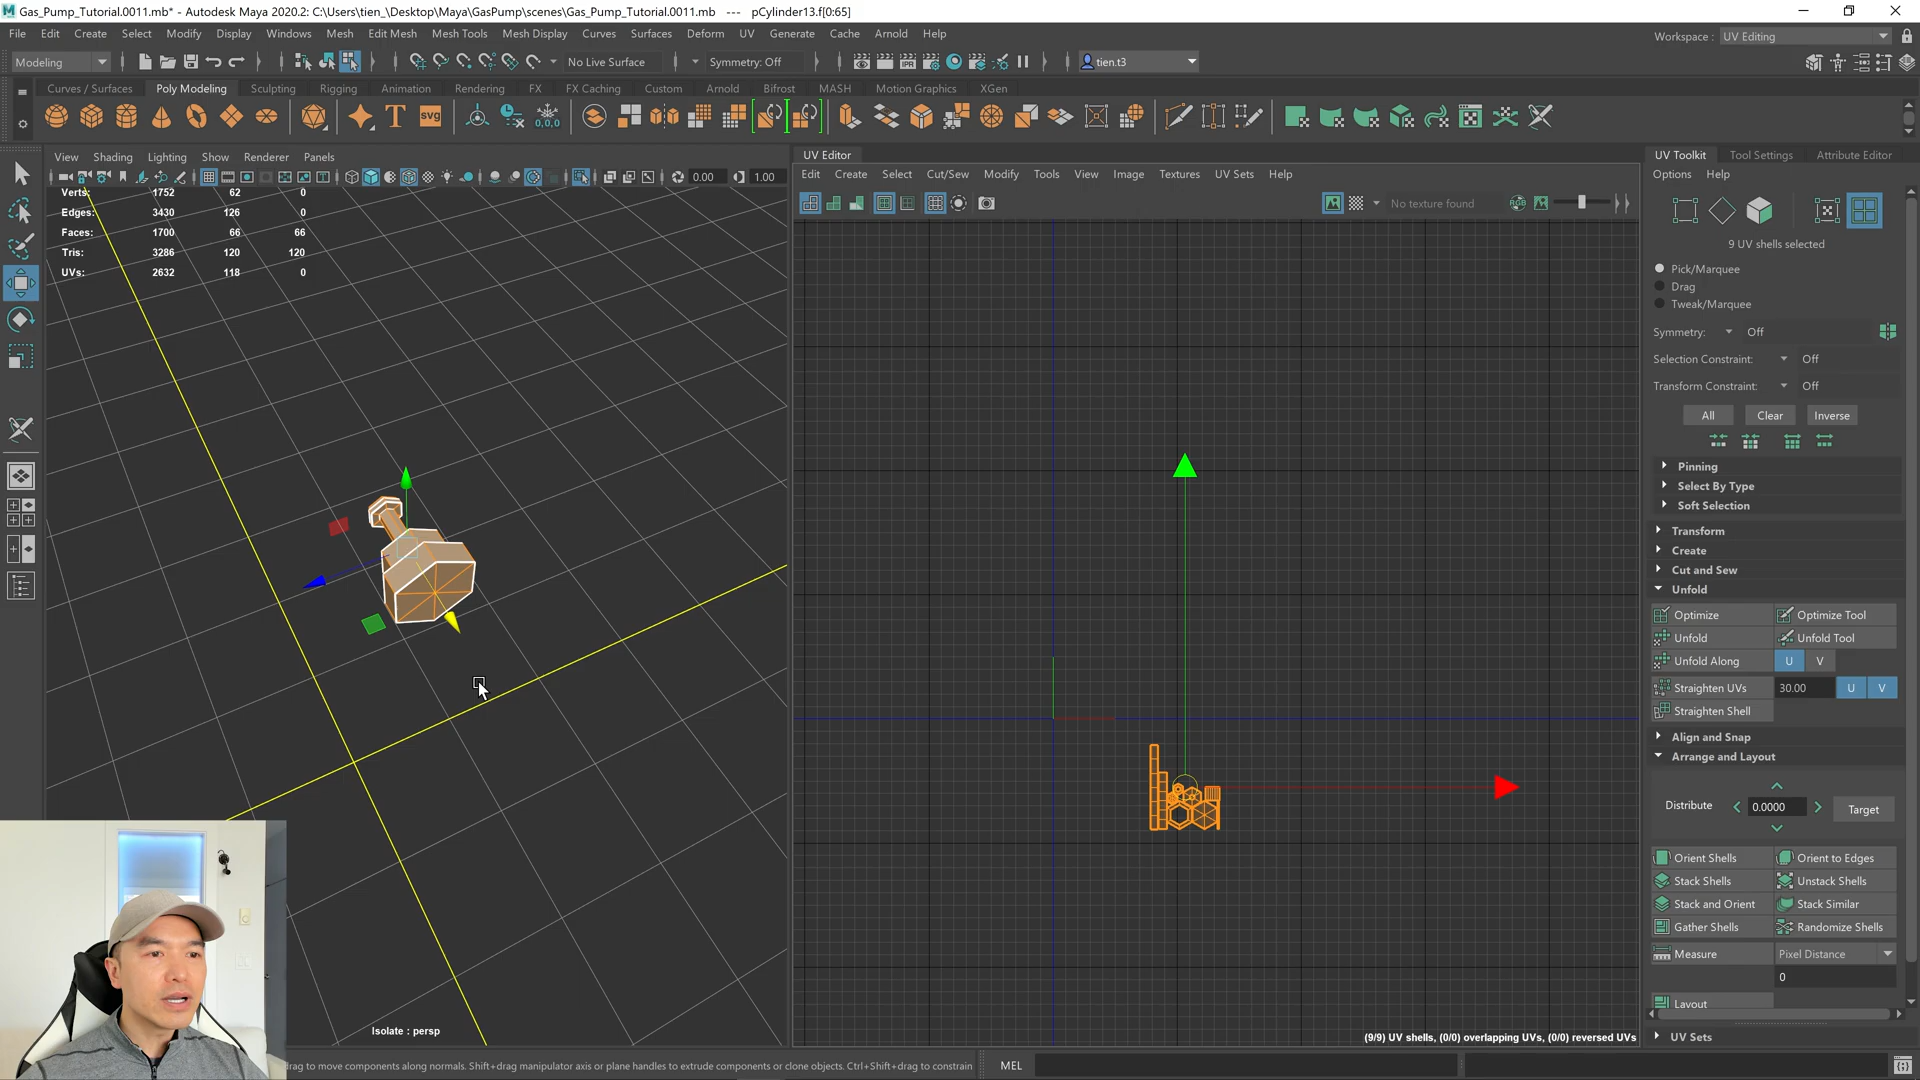 Gas_Pump_Tutorial.0011.mb* - Autodesk Maya 2020.2: C:\Users\tien_\Desktop\Maya\GasPump\scenes\Gas_Pump_Tutorial.0011.mb --- pCylinder13.f[0:65]
File Edit Create Select Modify Display Windows Mesh Edit Mesh Mesh Tools Mesh Display Curves Surfaces Deform UV Generate Cache Arnold Help
Workspace : UV Editing
Modeling No Live Surface Symmetry: Off tien.t3
Curves / Surfaces Poly Modeling Sculpting Rigging Animation Rendering FX FX Caching Custom Arnold Bifrost MASH Motion Graphics XGen
T svg 0,0,0
View Shading Lighting Show Renderer Panels
0.00 1.00
Verts: 1752 62 0
Edges: 3430 126 0
Faces: 1700 66 66
Tris: 3286 120 120
UVs: 2632 118 0
Isolate : persp
UV Editor
Edit Create Select Cut/Sew Modify Tools View Image Textures UV Sets Help
No texture found RGB
(9/9) UV shells, (0/0) overlapping UVs, (0/0) reversed UVs
UV Toolkit Tool Settings Attribute Editor
Options Help
9 UV shells selected
Pick/Marquee
Drag
Tweak/Marquee
Symmetry: Off
Selection Constraint: Off
Transform Constraint: Off
All Clear Inverse
Pinning
Select By Type
Soft Selection
Transform
Create
Cut and Sew
Unfold
Optimize Optimize Tool
Unfold Unfold Tool
Unfold Along U V
Straighten UVs 30.00 U V
Straighten Shell
Align and Snap
Arrange and Layout
Distribute 0.0000 Target
Orient Shells Orient to Edges
Stack Shells Unstack Shells
Stack and Orient Stack Similar
Gather Shells Randomize Shells
Measure Pixel Distance
0
Layout
UV Sets
drag to move components along normals. Shift+drag manipulator axis or plane handles to extrude components or clone objects. Ctrl+Shift+drag to constrain
MEL